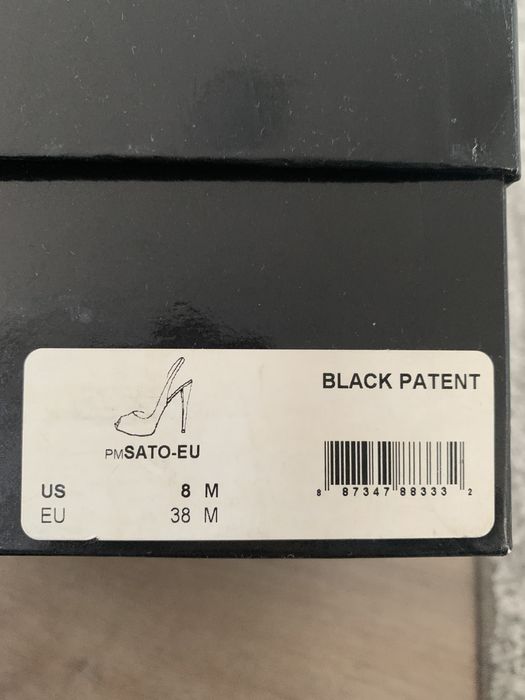 BLACK PATENT
PMSATO-EU
US 8 M
EU 38 M
8 87347 88333 2